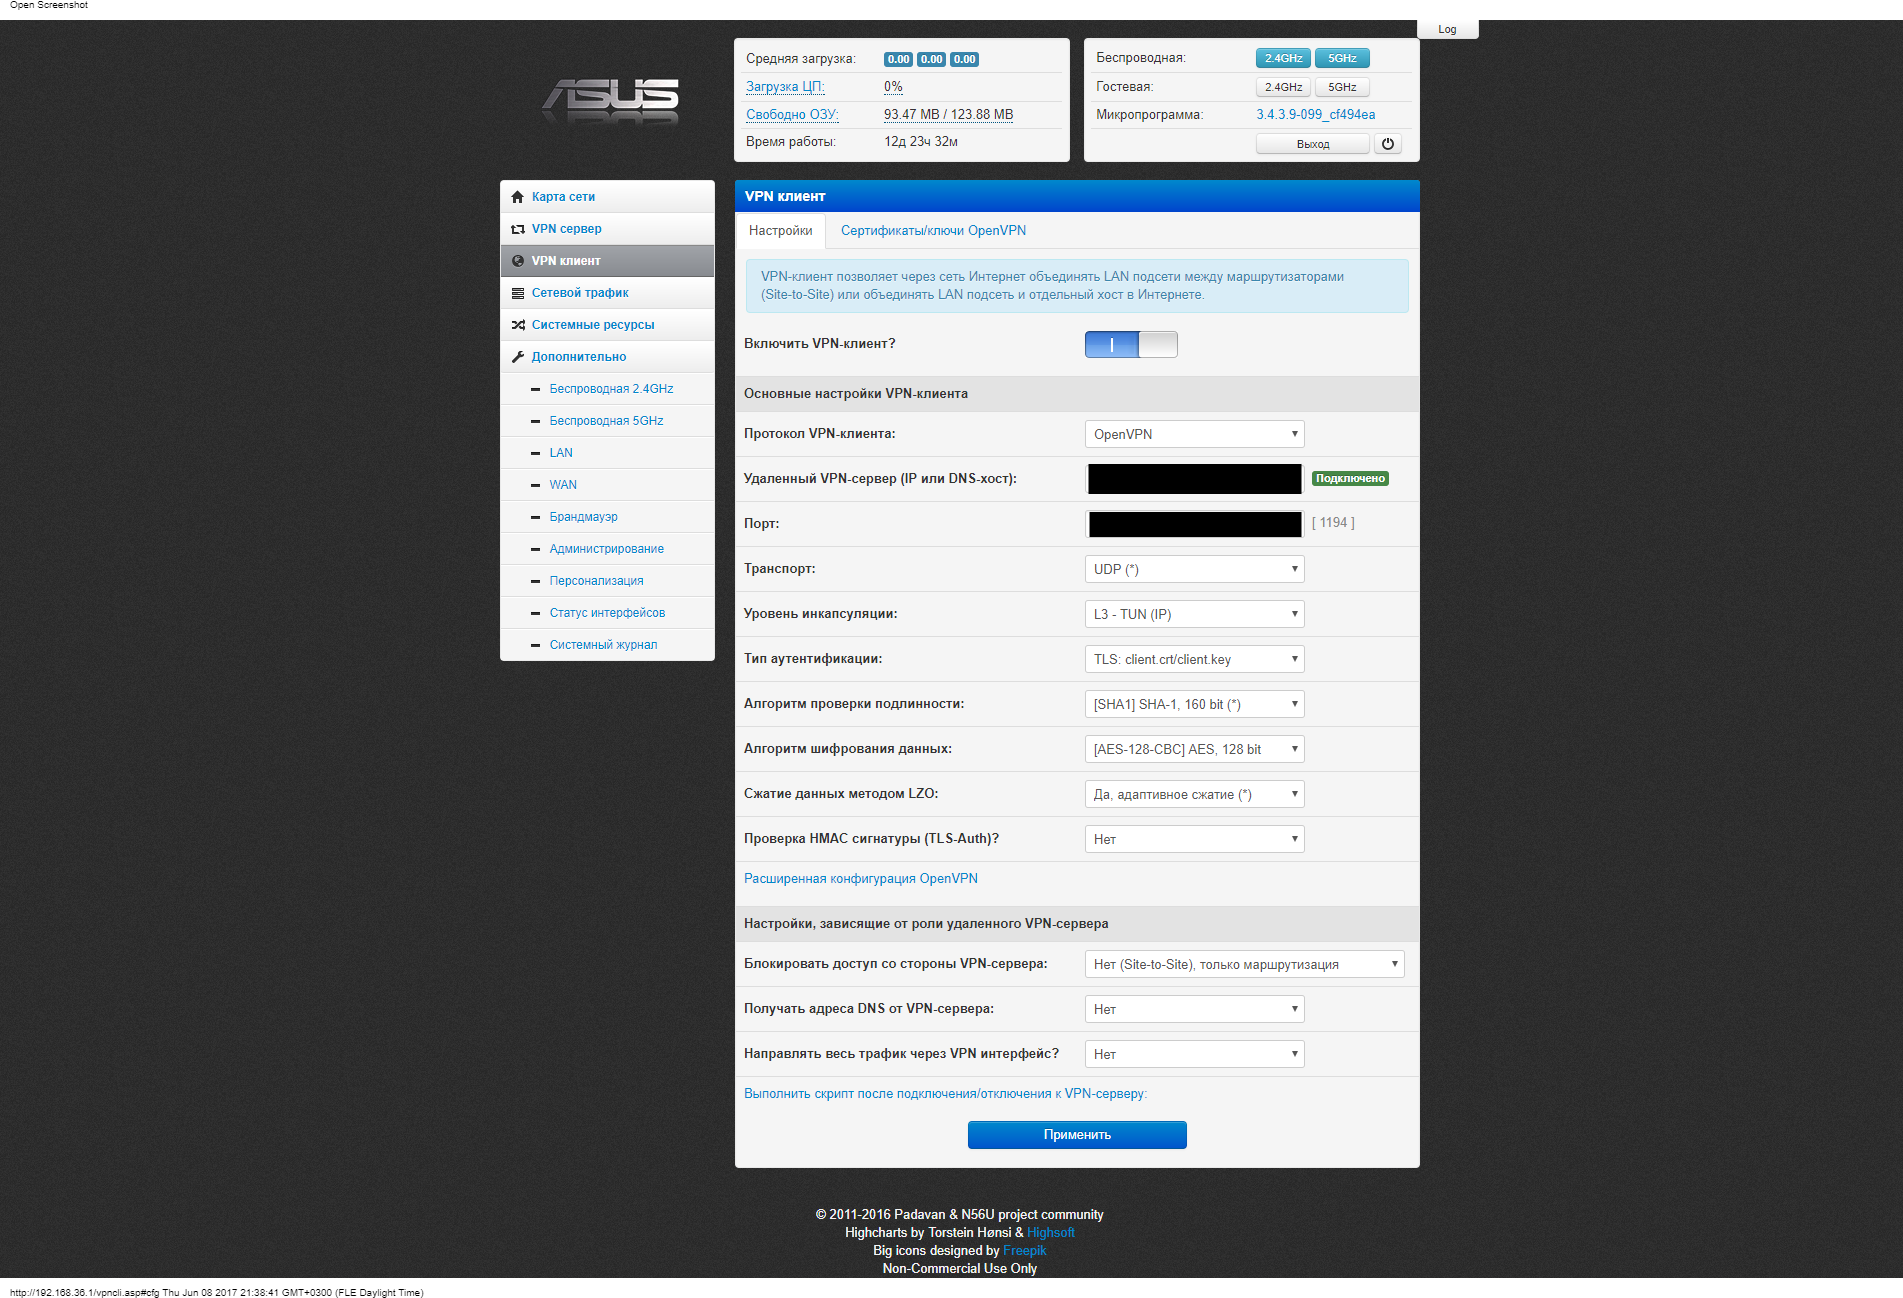 Open Screenshot
Log
ASUS
Средняя загрузка: 0.00 0.00 0.00
Загрузка ЦП: 0%
Свободно ОЗУ: 93.47 MB / 123.88 MB
Время работы: 12д 23ч 32м
Беспроводная: 2.4GHz 5GHz
Гостевая: 2.4GHz 5GHz
Микропрограмма: 3.4.3.9-099_cf494ea
Выход
Карта сети
VPN сервер
VPN клиент
Сетевой трафик
Системные ресурсы
Дополнительно
Беспроводная 2.4GHz
Беспроводная 5GHz
LAN
WAN
Брандмауэр
Администрирование
Персонализация
Статус интерфейсов
Системный журнал
VPN клиент
Настройки Сертификаты/ключи OpenVPN
VPN-клиент позволяет через сеть Интернет объединять LAN подсети между маршрутизаторами
(Site-to-Site) или объединять LAN подсеть и отдельный хост в Интернете.
Включить VPN-клиент?
Основные настройки VPN-клиента
Протокол VPN-клиента: OpenVPN
Удаленный VPN-сервер (IP или DNS-хост): Подключено
Порт: [ 1194 ]
Транспорт: UDP (*)
Уровень инкапсуляции: L3 - TUN (IP)
Тип аутентификации: TLS: client.crt/client.key
Алгоритм проверки подлинности: [SHA1] SHA-1, 160 bit (*)
Алгоритм шифрования данных: [AES-128-CBC] AES, 128 bit
Сжатие данных методом LZO: Да, адаптивное сжатие (*)
Проверка HMAC сигнатуры (TLS-Auth)? Нет
Расширенная конфигурация OpenVPN
Настройки, зависящие от роли удаленного VPN-сервера
Блокировать доступ со стороны VPN-сервера: Нет (Site-to-Site), только маршрутизация
Получать адреса DNS от VPN-сервера: Нет
Направлять весь трафик через VPN интерфейс? Нет
Выполнить скрипт после подключения/отключения к VPN-серверу:
Применить
© 2011-2016 Padavan & N56U project community
Highcharts by Torstein Hønsi & Highsoft
Big icons designed by Freepik
Non-Commercial Use Only
http://192.168.36.1/vpncli.asp#cfg Thu Jun 08 2017 21:38:41 GMT+0300 (FLE Daylight Time)